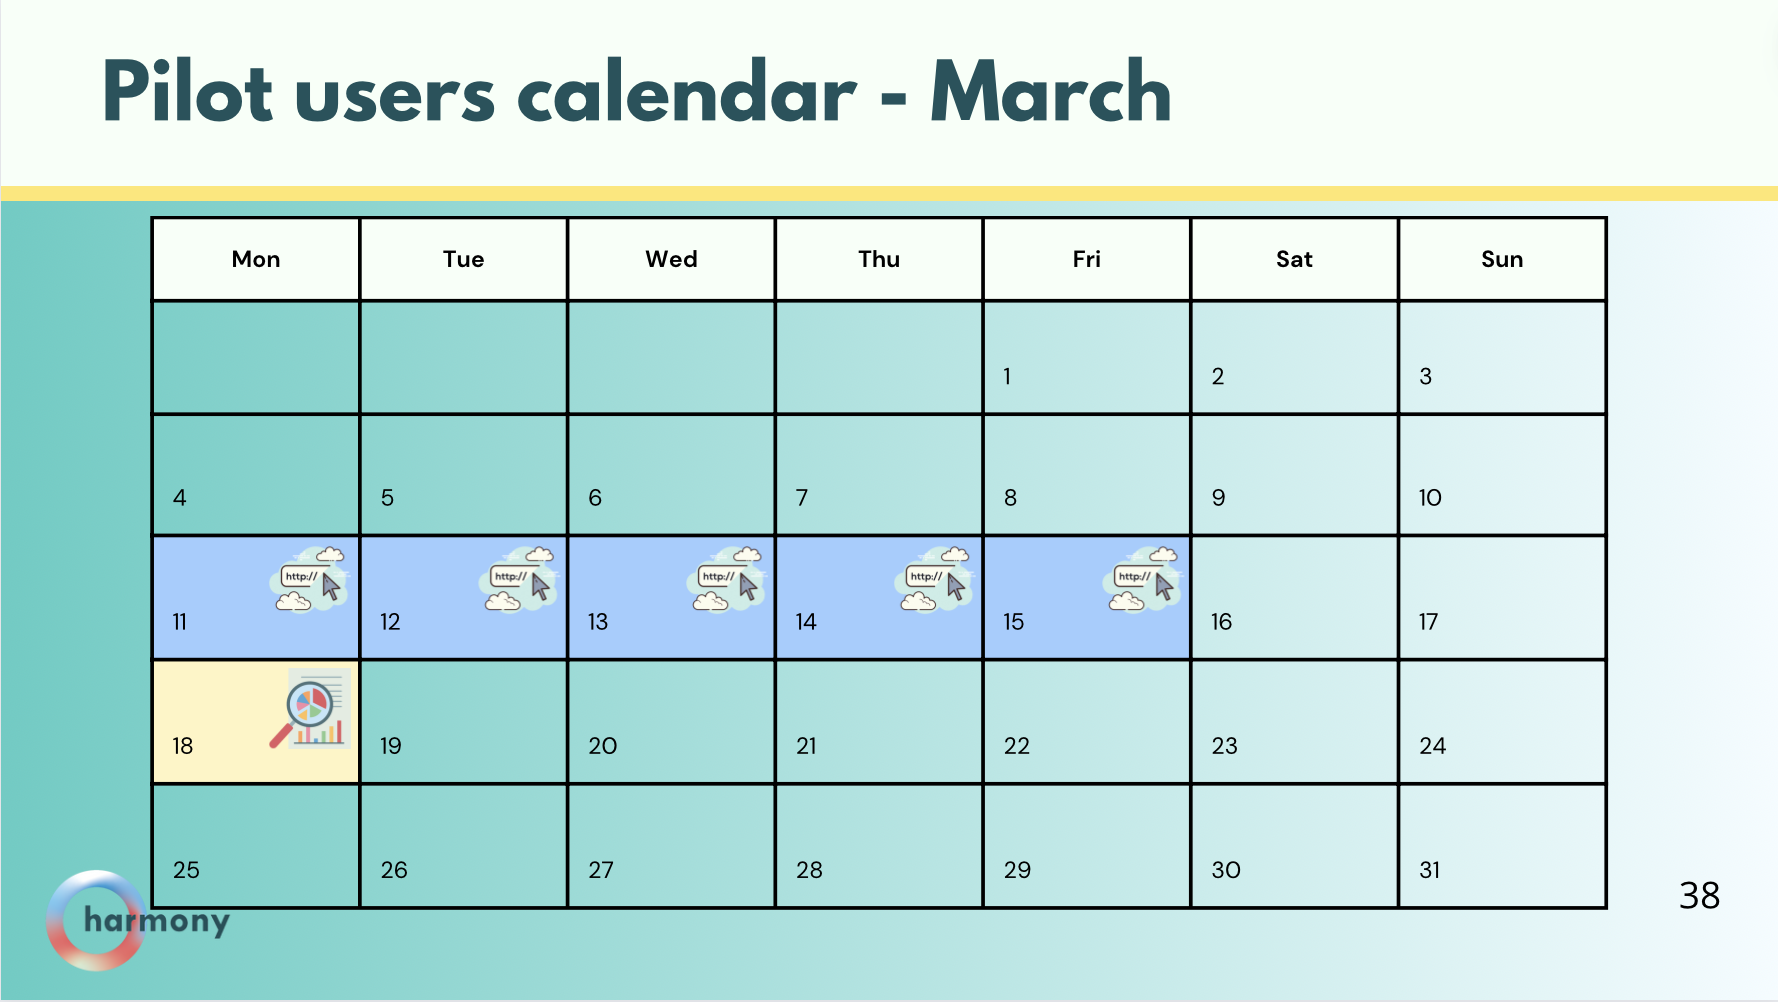 Pilot users calendar - March
Mon Tue Wed Thu Fri Sat Sun
1 2 3
4 5 6 7 8 9 10
http:// http:// http:// http:// http://
11 12 13 14 15 16 17
18 19 20 21 22 23 24
25 26 27 28 29 30 31
38
harmony